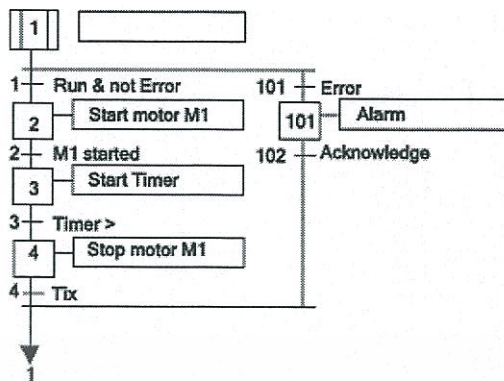 1
1 Run & not Error
101 Error
2 Start motor M1
101 Alarm
2 M1 started
102 Acknowledge
3 Start Timer
3 Timer >
4 Stop motor M1
4 Tix
1